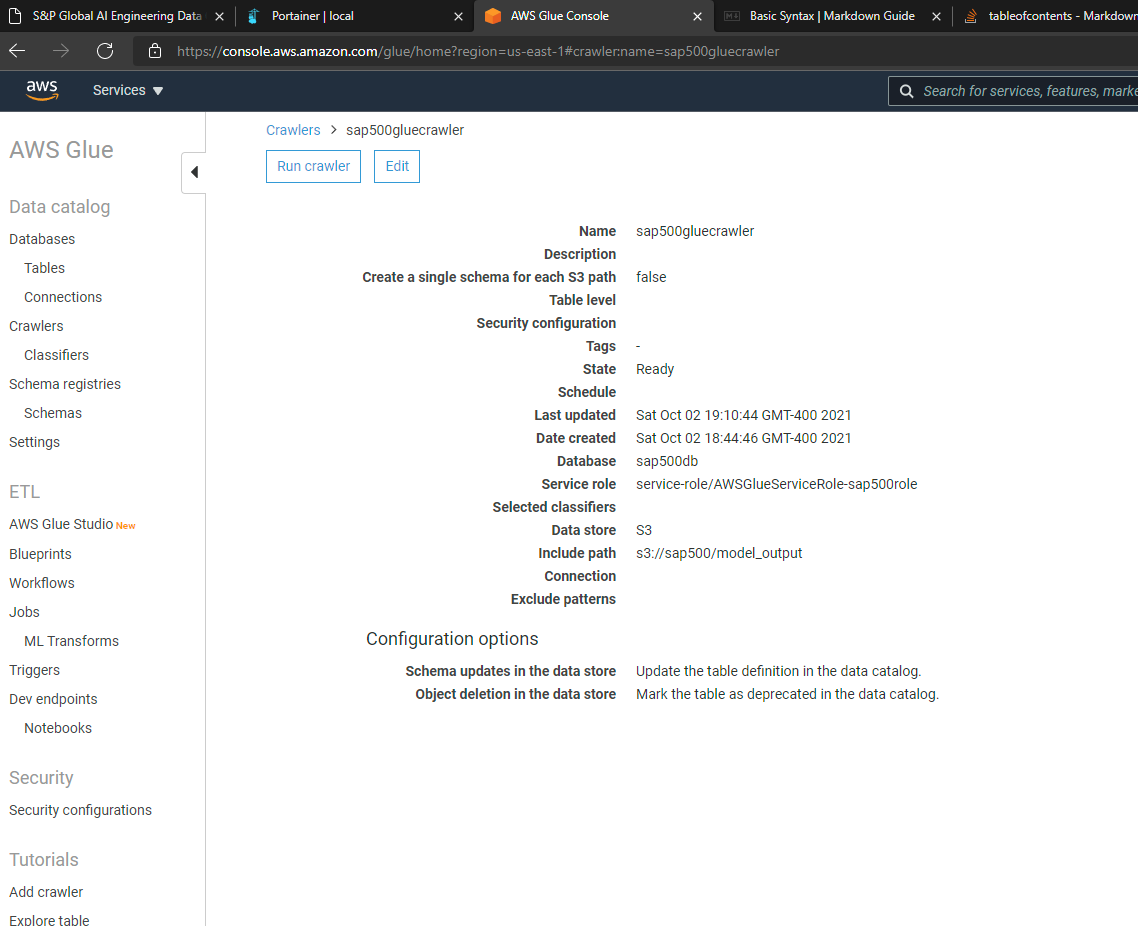 S&P Global AI Engineering Data
Portainer | local
AWS Glue Console
Basic Syntax | Markdown Guide
tableofcontents - Markdown
https://console.aws.amazon.com/glue/home?region=us-east-1#crawler:name=sap500gluecrawler
aws
Services
Search for services, features, marke
AWS Glue
Data catalog
Databases
Tables
Connections
Crawlers
Classifiers
Schema registries
Schemas
Settings
ETL
AWS Glue Studio New
Blueprints
Workflows
Jobs
ML Transforms
Triggers
Dev endpoints
Notebooks
Security
Security configurations
Tutorials
Add crawler
Explore table
Crawlers > sap500gluecrawler
Run crawler Edit
Name sap500gluecrawler
Description
Create a single schema for each S3 path false
Table level
Security configuration
Tags -
State Ready
Schedule
Last updated Sat Oct 02 19:10:44 GMT-400 2021
Date created Sat Oct 02 18:44:46 GMT-400 2021
Database sap500db
Service role service-role/AWSGlueServiceRole-sap500role
Selected classifiers
Data store S3
Include path s3://sap500/model_output
Connection
Exclude patterns
Configuration options
Schema updates in the data store Update the table definition in the data catalog.
Object deletion in the data store Mark the table as deprecated in the data catalog.